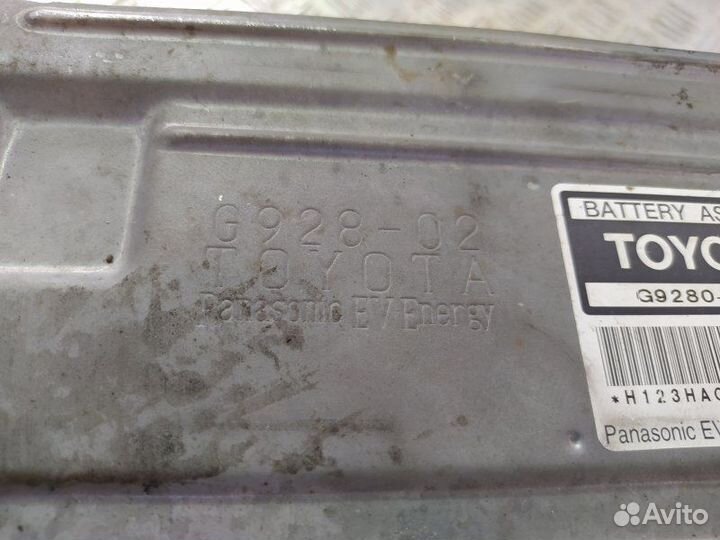 G928-02
TOYOTA
Panasonic EV Energy
BATTERY AS
TOYO
G9280-
*H123HAC
Panasonic EV
Avito